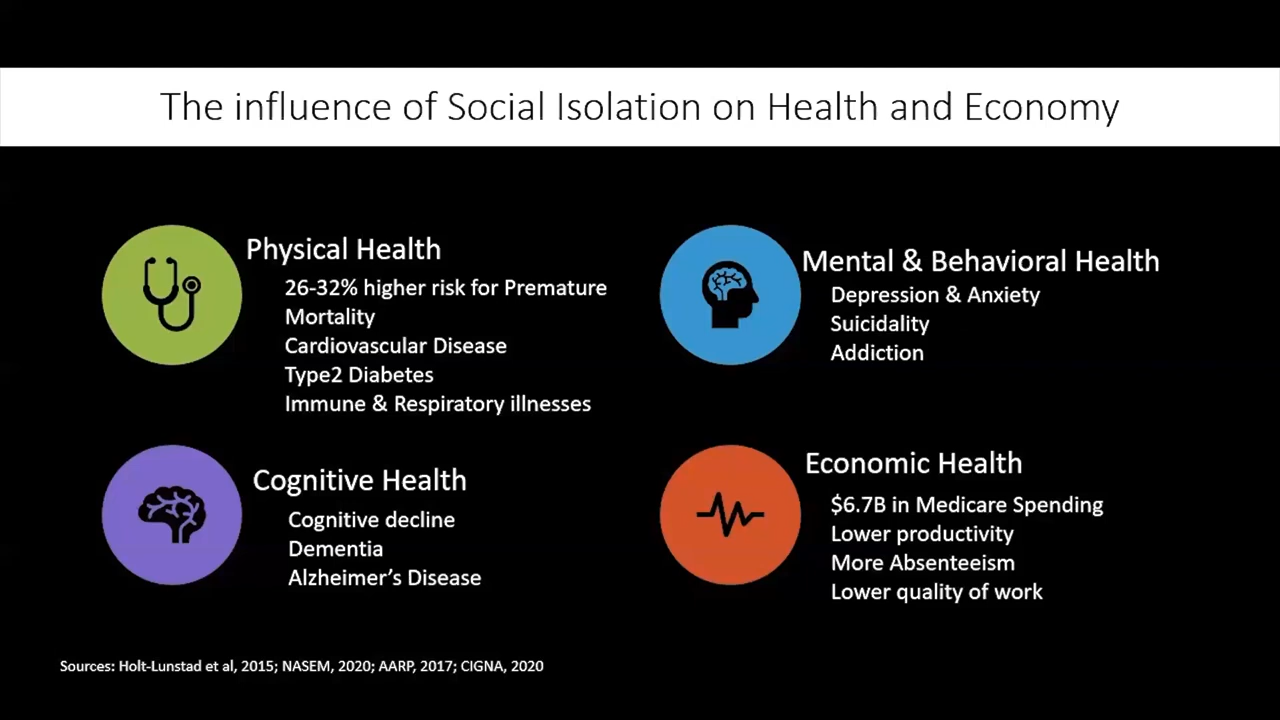 The influence of Social Isolation on Health and Economy
Physical Health
26-32% higher risk for Premature
Mortality
Cardiovascular Disease
Type2 Diabetes
Immune & Respiratory illnesses
Mental & Behavioral Health
Depression & Anxiety
Suicidality
Addiction
Cognitive Health
Cognitive decline
Dementia
Alzheimer’s Disease
Economic Health
$6.7B in Medicare Spending
Lower productivity
More Absenteeism
Lower quality of work
Sources: Holt-Lunstad et al, 2015; NASEM, 2020; AARP, 2017; CIGNA, 2020